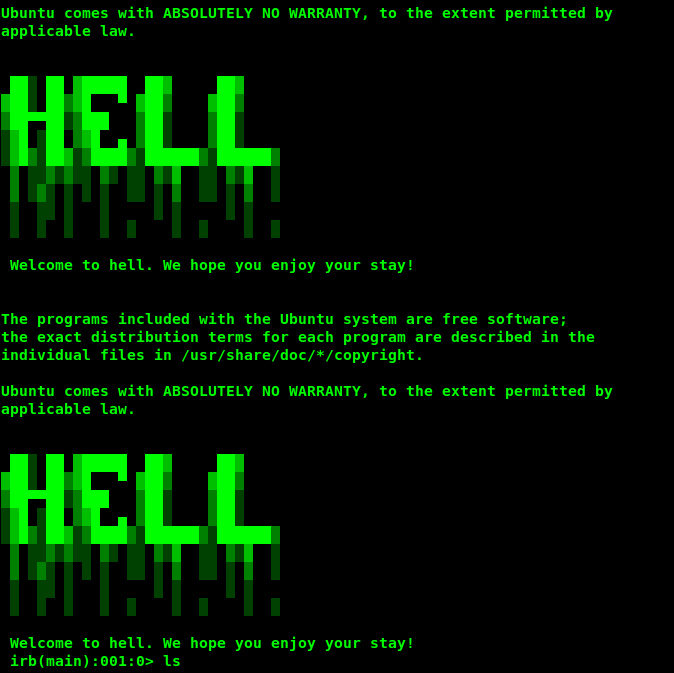 Ubuntu comes with ABSOLUTELY NO WARRANTY, to the extent permitted by
applicable law.
HELL
Welcome to hell. We hope you enjoy your stay!
The programs included with the Ubuntu system are free software;
the exact distribution terms for each program are described in the
individual files in /usr/share/doc/*/copyright.
Ubuntu comes with ABSOLUTELY NO WARRANTY, to the extent permitted by
applicable law.
HELL
Welcome to hell. We hope you enjoy your stay!
irb(main):001:0> ls